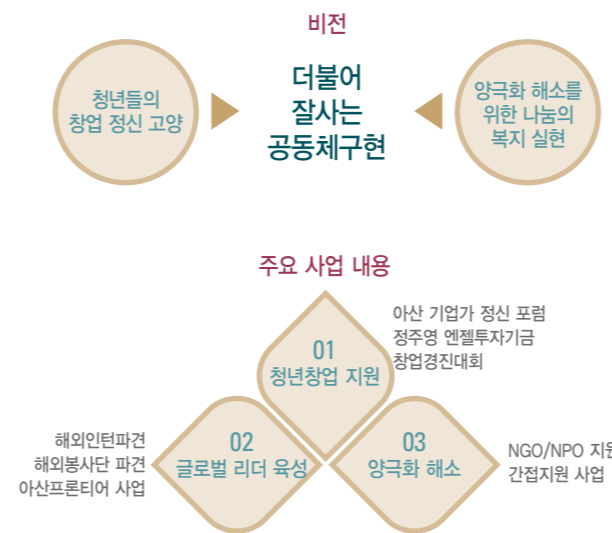 비전
청년들의
창업 정신 고양
더불어
잘사는
공동체구현
양극화 해소를
위한 나눔의
복지 실현
주요 사업 내용
01
청년창업 지원
아산 기업가 정신 포럼
정주영 엔젤투자기금
창업경진대회
02
글로벌 리더 육성
해외인턴파견
해외봉사단 파견
아산프론티어 사업
03
양극화 해소
NGO/NPO 지원
간접지원 사업